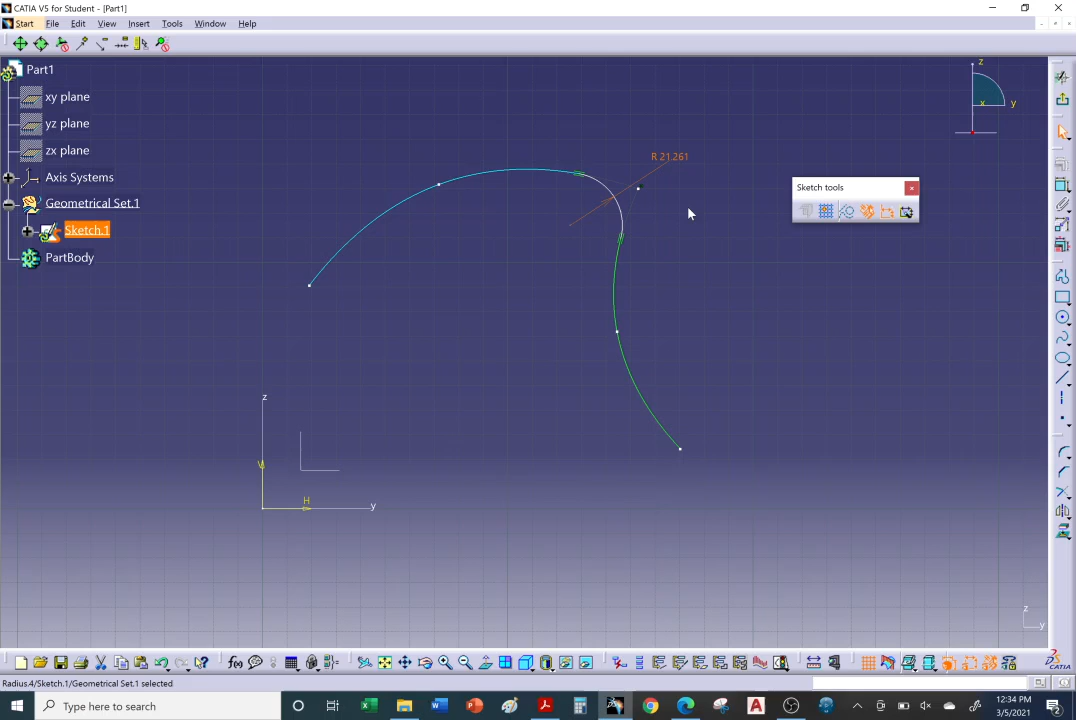 CATIA V5 for Student - [Part1]
Start File Edit View Insert Tools Window Help
Part1
xy plane
yz plane
zx plane
Axis Systems
Geometrical Set.1
Sketch.1
PartBody
R 21.261
Sketch tools
z
x
y
z
V
H
y
z
y
f(x)
CATIA
Radius.4/Sketch.1/Geometrical Set.1 selected
Type here to search
12:34 PM
3/5/2021
2